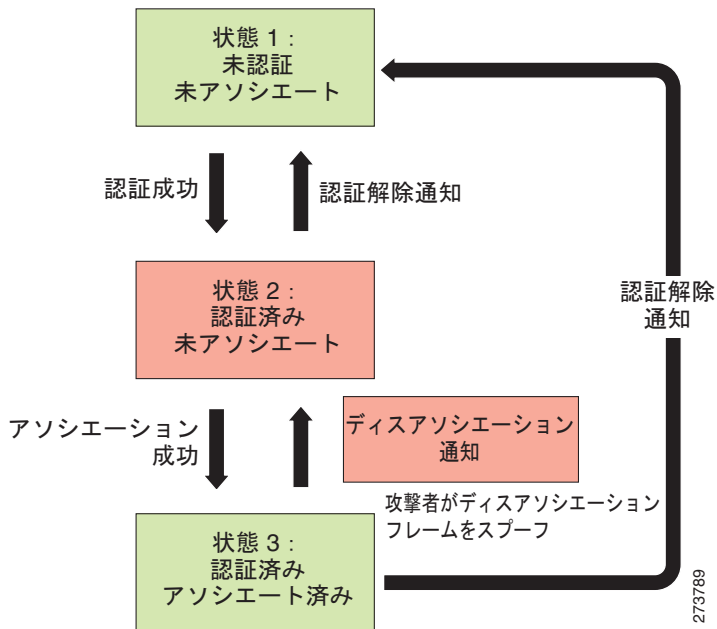 状態 1：
未認証
未アソシエート
認証成功
認証解除通知
状態 2：
認証済み
未アソシエート
認証解除
通知
アソシエーション
成功
ディスアソシエーション
通知
攻撃者がディスアソシエーション
フレームをスプーフ
状態 3：
認証済み
アソシエート済み
273789